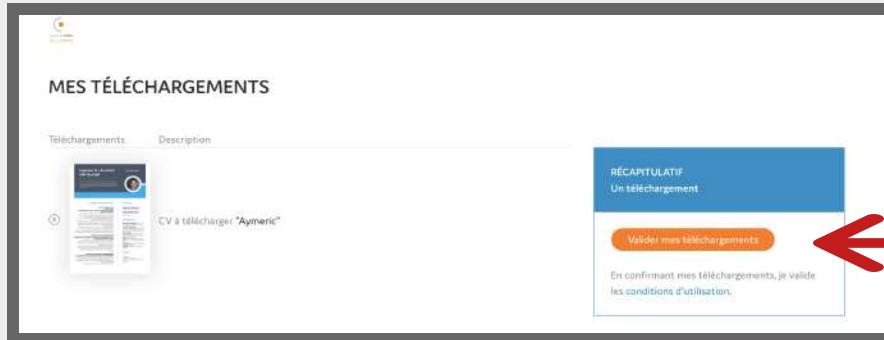 MES TÉLÉCHARGEMENTS
Téléchargements Description
CV à télécharger "Aymeric"
RÉCAPITULATIF
Un téléchargement
Valider mes téléchargements
En confirmant mes téléchargements, je valide
les conditions d'utilisation.